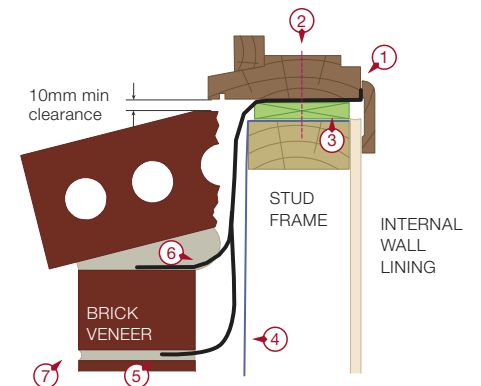 2
1
10mm min
clearance
3
STUD
FRAME
INTERNAL
WALL
LINING
6
BRICK
VENEER
4
7
5